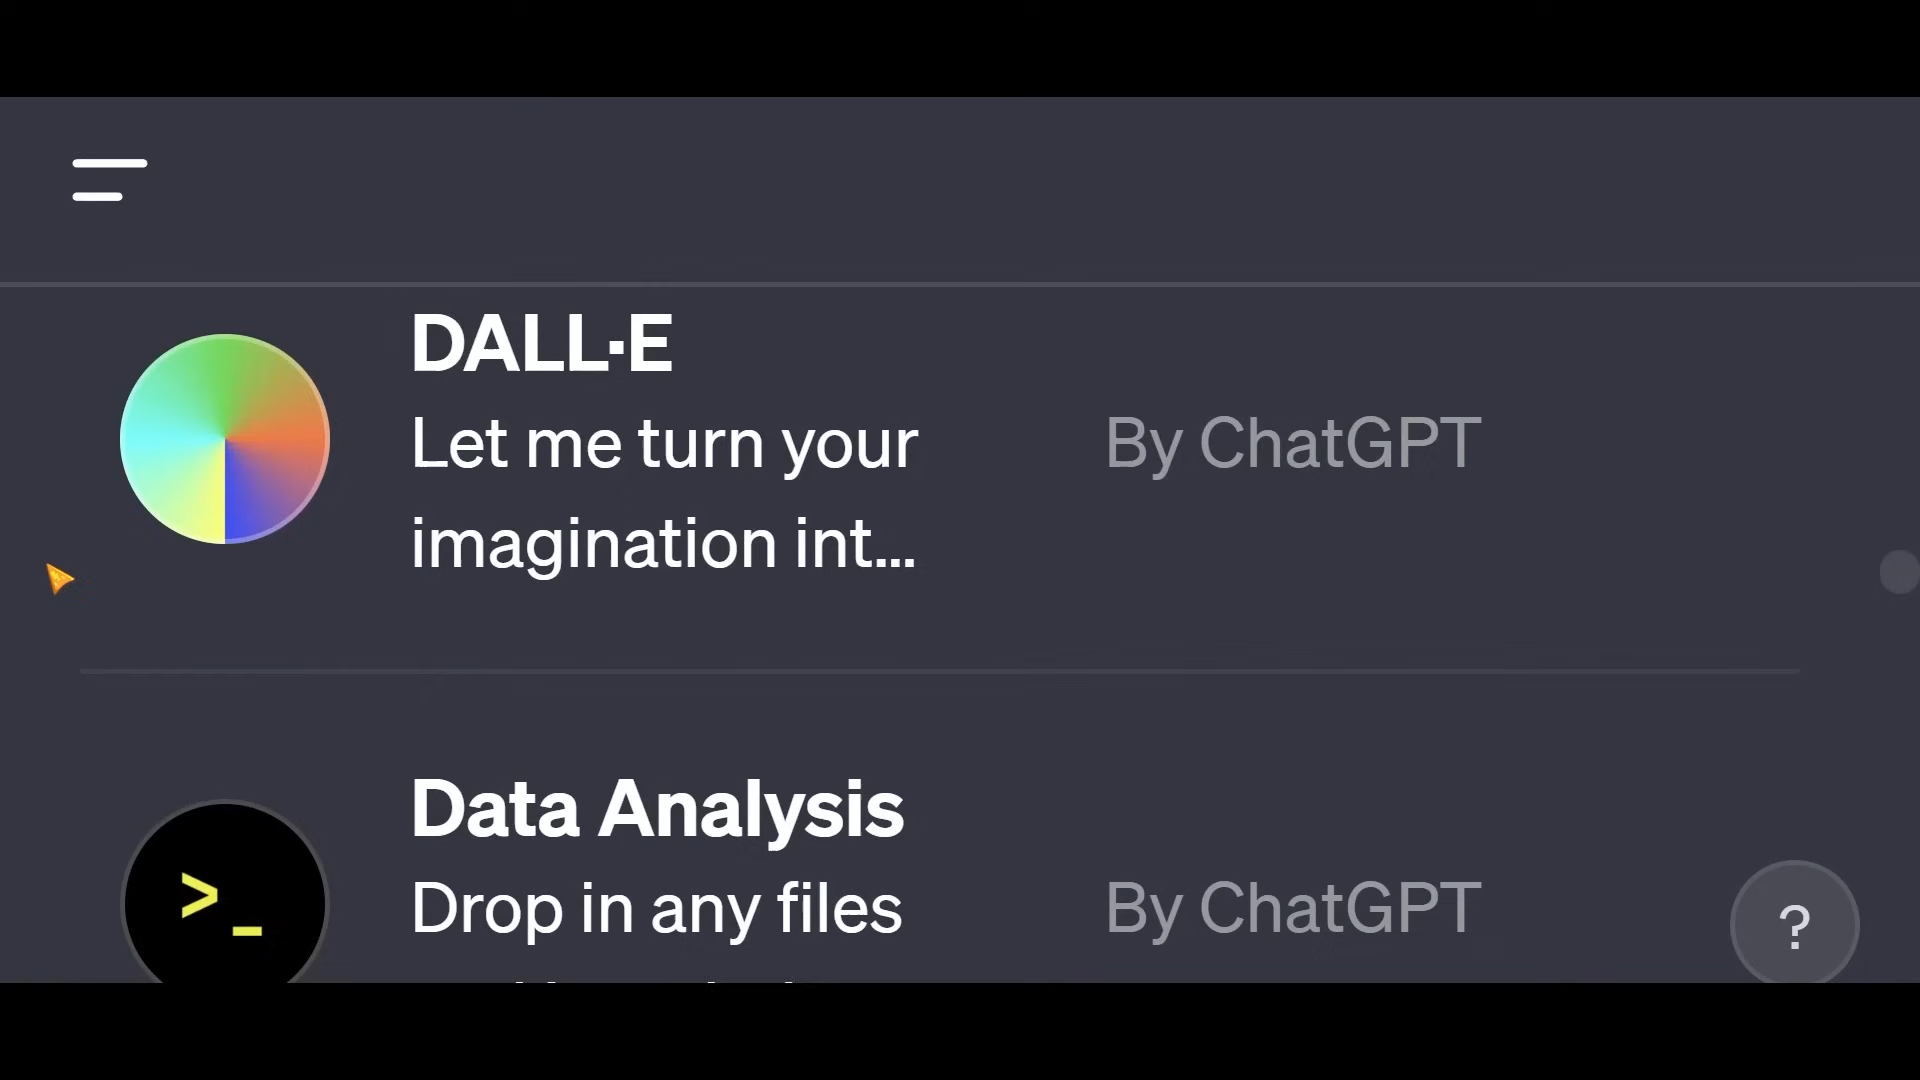 DALL·E
Let me turn your
imagination int...
By ChatGPT
>_
Data Analysis
Drop in any files
By ChatGPT
?